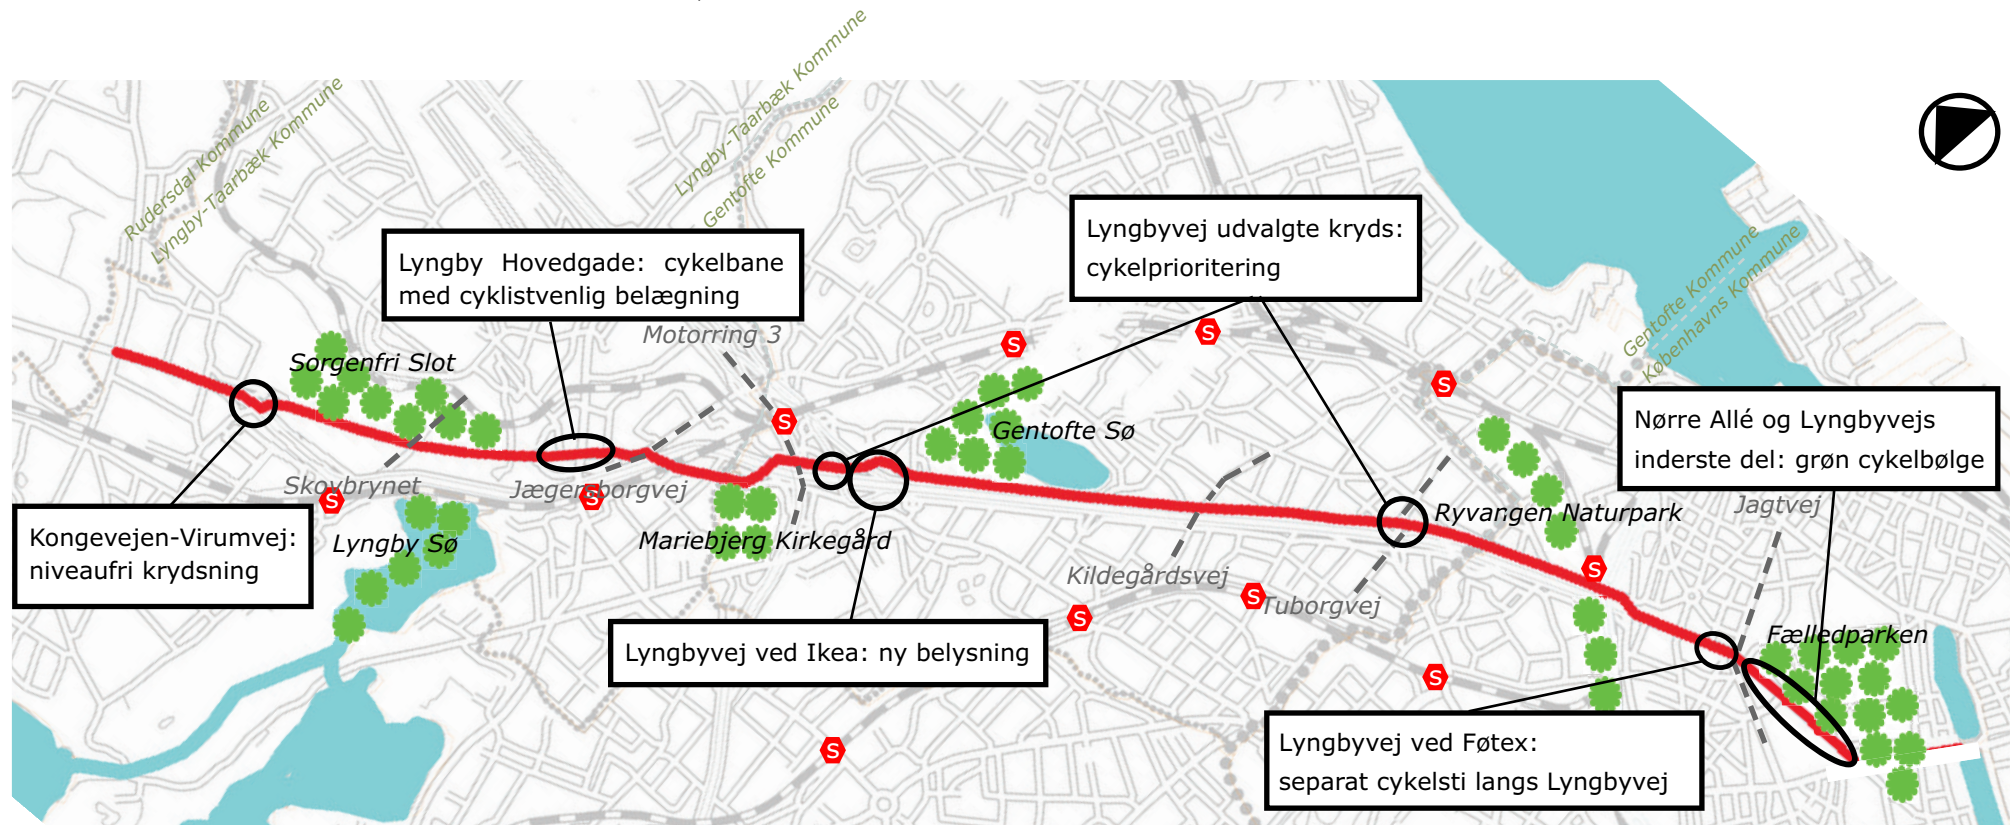 Rudersdal Kommune
Lyngby-Taarbæk Kommune
Lyngby-Taarbæk Kommune
Gentofte Kommune
Gentofte Kommune
Københavns Kommune
Lyngby Hovedgade: cykelbane
med cyklistvenlig belægning
Lyngbyvej udvalgte kryds:
cykelprioritering
Motorring 3
Sorgenfri Slot
S
S
S
S
Nørre Allé og Lyngbyvejs
inderste del: grøn cykelbølge
Gentofte Sø
Skovbrynet
S
Jægersborgvej
S
Jagtvej
Ryvangen Naturpark
Kongevejen-Virumvej:
niveaufri krydsning
Lyngby Sø
Mariebjerg Kirkegård
Kildegårdsvej
S
Tuborgvej
S
S
Fælledparken
Lyngbyvej ved Ikea: ny belysning
S
Lyngbyvej ved Føtex:
separat cykelsti langs Lyngbyvej
S